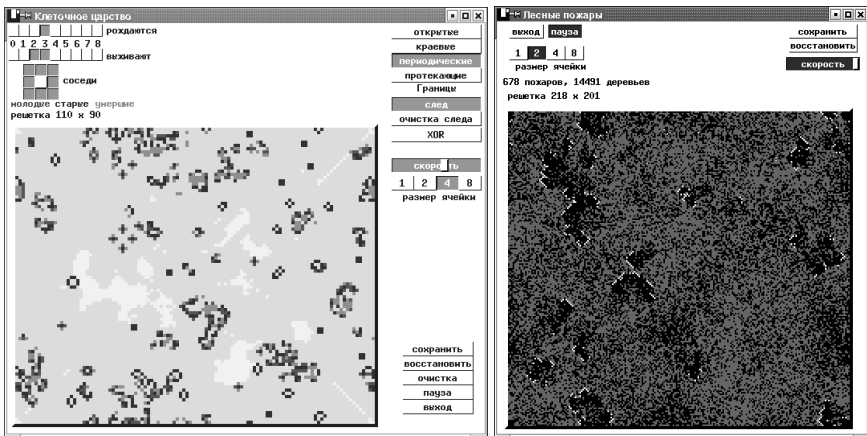 Клеточное царство
рождаются
0 1 2 3 4 5 6 7 8
выживают
соседи
молодые старые умершие
решетка 110 x 90
открытые
краевые
периодические
протекающие
Границы
след
очистка следа
XOR
скорость
1 2 4 8
размер ячейки
сохранить
восстановить
очистка
пауза
выход
Лесные пожары
выход пауза
1 2 4 8
размер ячейки
сохранить
восстановить
скорость
678 пожаров, 14491 деревьев
решетка 218 x 201